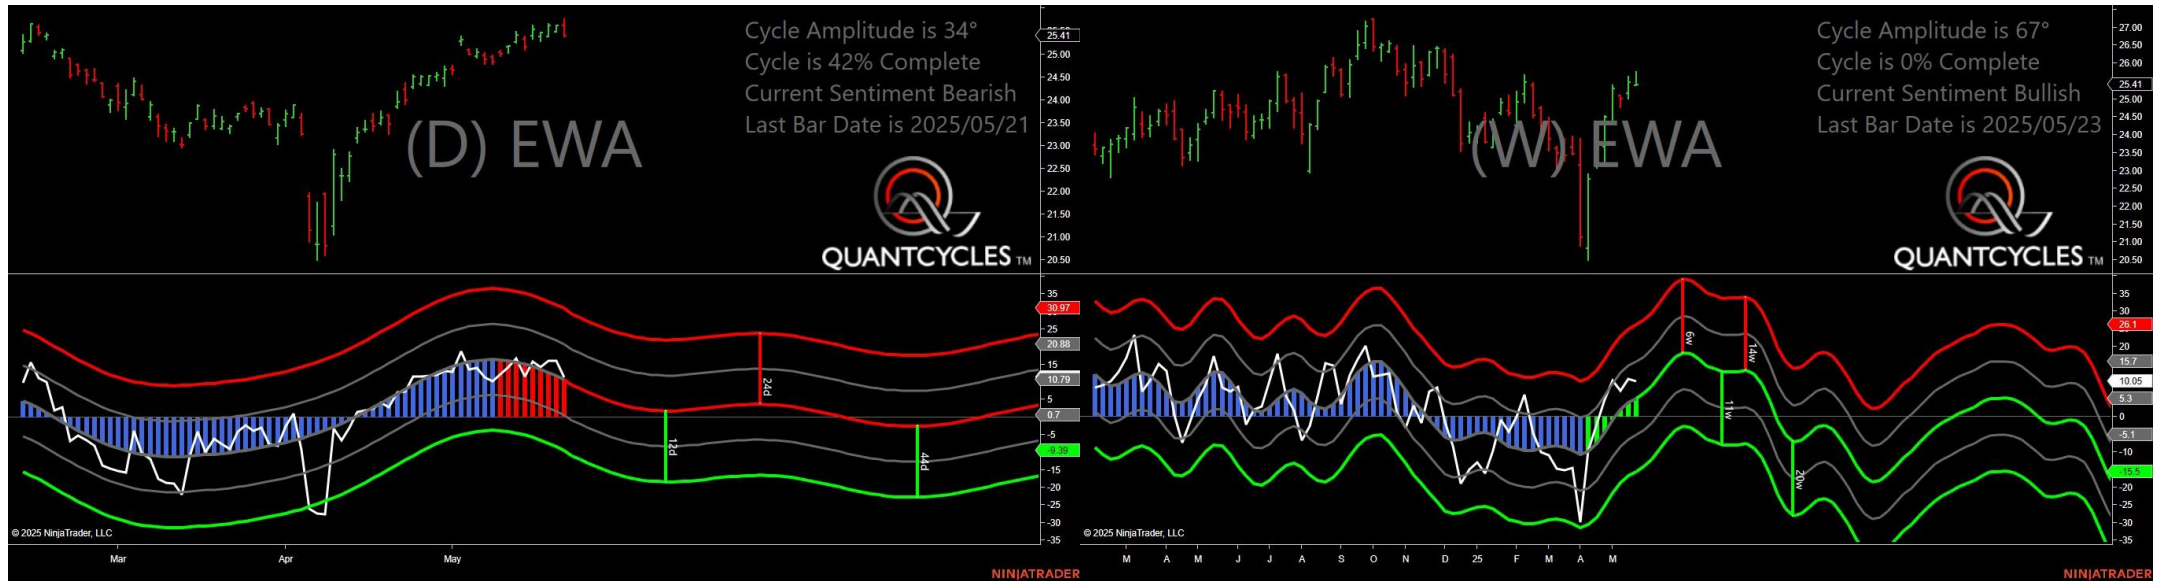 Cycle Amplitude is 34°
Cycle is 42% Complete
Current Sentiment Bearish
Last Bar Date is 2025/05/21
(D) EWA
QUANTCYCLES TM
25.41
25.00
24.50
24.00
23.50
23.00
22.50
22.00
21.50
21.00
20.50
35
30.97
25
20.88
15
10.79
5
0.7
-5
-9.39
-15
-20
-25
-30
-35
12d
24d
44d
© 2025 NinjaTrader, LLC
Mar
Apr
May
NINJATRADER
Cycle Amplitude is 67°
Cycle is 0% Complete
Current Sentiment Bullish
Last Bar Date is 2025/05/23
(W) EWA
QUANTCYCLES TM
27.00
26.50
26.00
25.41
25.00
24.50
24.00
23.50
23.00
22.50
22.00
21.50
21.00
20.50
35
30
26.1
20
15.7
10.05
5.3
0
-5.1
-10
-15.5
-20
-25
-30
-35
6w
14w
11w
20w
© 2025 NinjaTrader, LLC
M A M J J A S O N D 25 F M A M
NINJATRADER